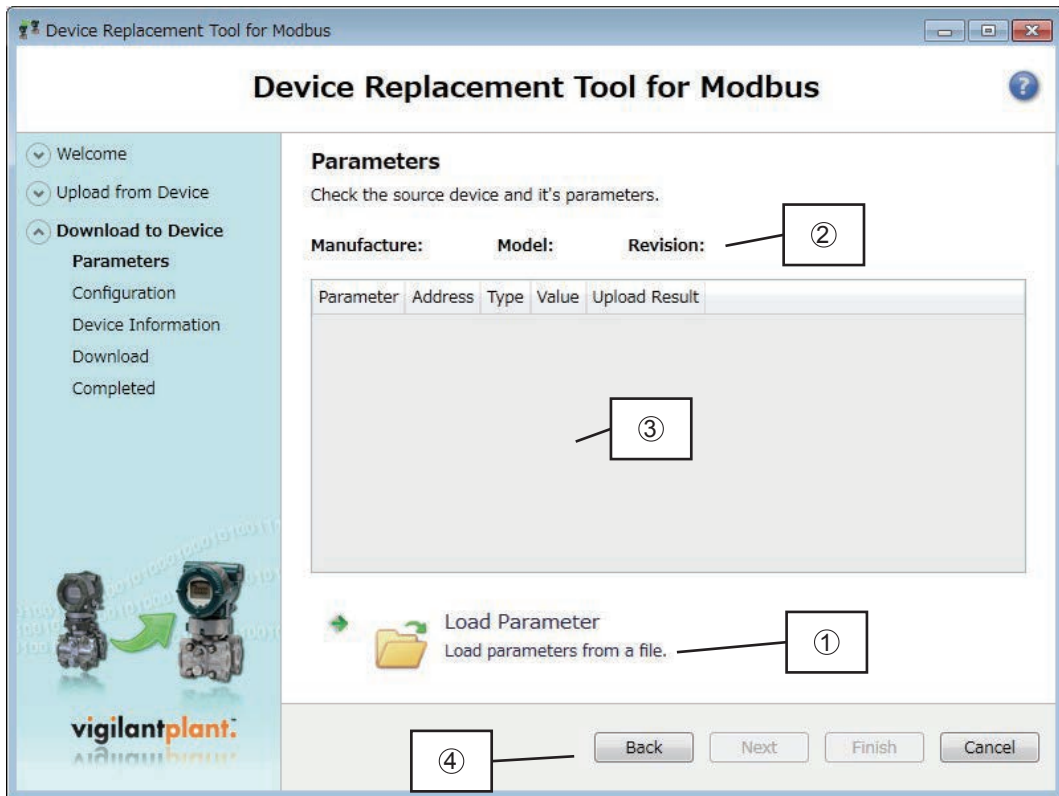 Device Replacement Tool for Modbus
Device Replacement Tool for Modbus
?
Welcome
Upload from Device
Download to Device
Parameters
Configuration
Device Information
Download
Completed
Parameters
Check the source device and it's parameters.
Manufacture: Model: Revision:
②
Parameter Address Type Value Upload Result
③
Load Parameter
Load parameters from a file.
①
vigilantplant.
④
Back Next Finish Cancel